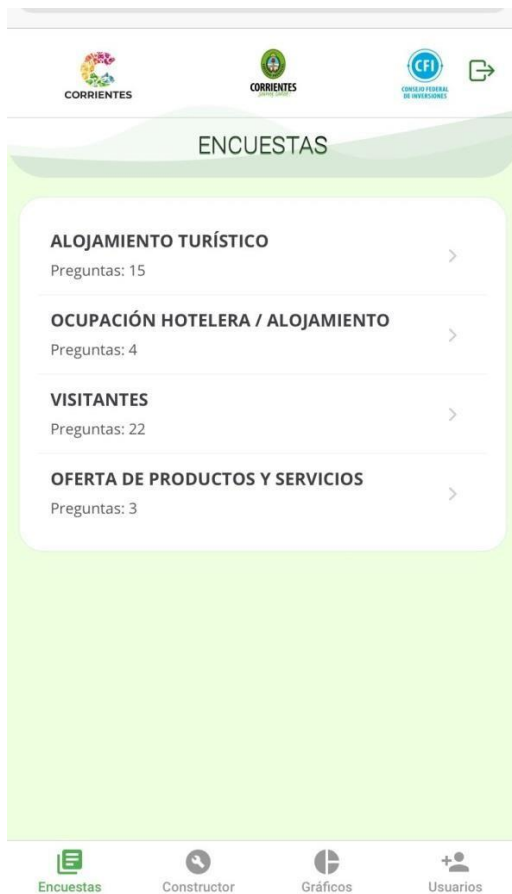 CORRIENTES
CORRIENTES
CFI
CONSEJO FEDERAL
DE INVERSIONES
ENCUESTAS
ALOJAMIENTO TURÍSTICO
Preguntas: 15
OCUPACIÓN HOTELERA / ALOJAMIENTO
Preguntas: 4
VISITANTES
Preguntas: 22
OFERTA DE PRODUCTOS Y SERVICIOS
Preguntas: 3
Encuestas Constructor Gráficos Usuarios